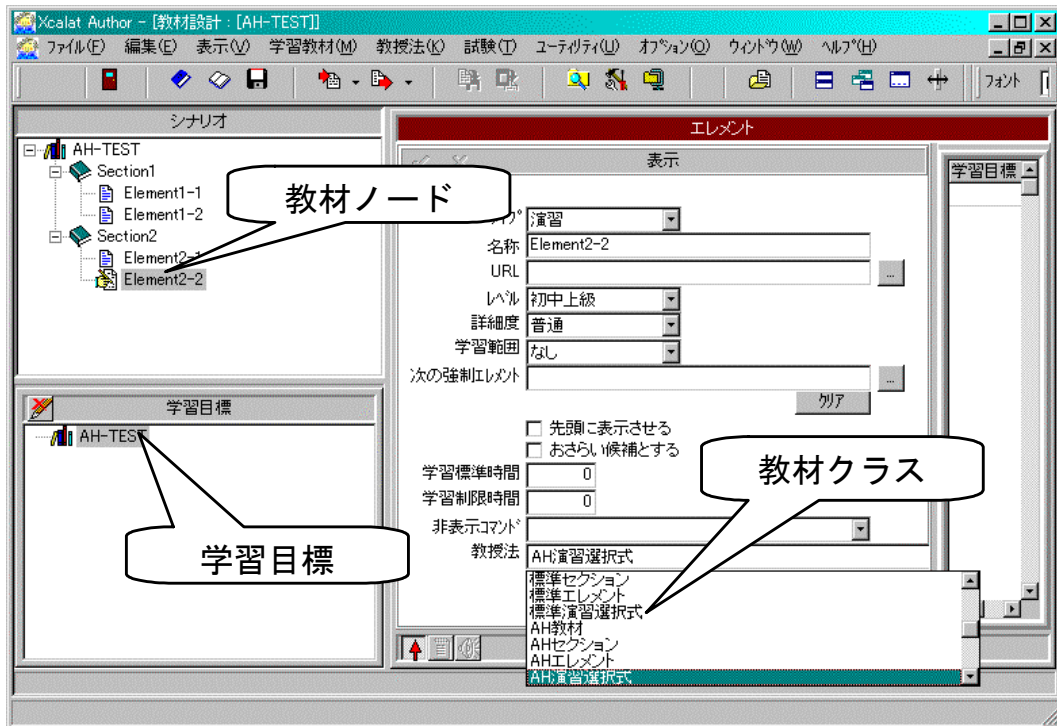 Xcalat Author - [教材設計 : [AH-TEST]]
ファイル(F) 編集(E) 表示(V) 学習教材(M) 教授法(K) 試験(T) ユーティリティ(U) オプション(O) ウィンドウ(W) ヘルプ(H)
フォント
シナリオ
AH-TEST
Section1
Element1-1
Element1-2
Section2
Element2-1
Element2-2
教材ノード
学習目標
AH-TEST
学習目標
エレメント
表示
学習目標
演習
名称 Element2-2
URL
...
レベル 初中上級
詳細度 普通
学習範囲 なし
次の強制エレメント
...
クリア
先頭に表示させる
おさらい候補とする
学習標準時間 0
学習制限時間 0
非表示コマンド
教授法 AH演習選択式
標準セクション
標準エレメント
標準演習選択式
AH教材
AHセクション
AHエレメント
AH演習選択式
教材クラス